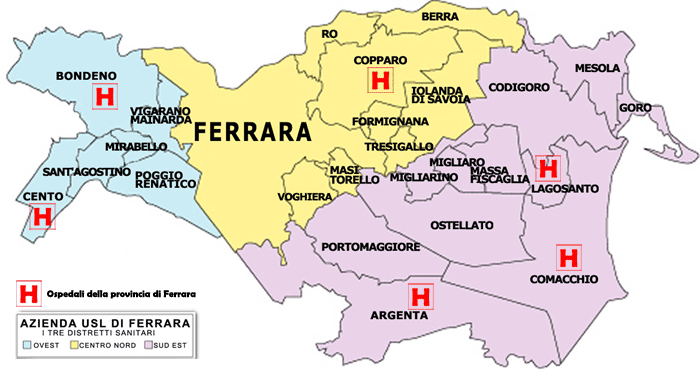 BERRA
RO
MESOLA
BONDENO
H
COPPARO
H
CODIGORO
IOLANDA
DI SAVOIA
GORO
VIGARANO
MAINARDA
FORMIGNANA
FERRARA
MIRABELLO
TRESIGALLO
SANT'AGOSTINO
MASI
TORELLO
MIGLIARO
MIGLIARINO
MASSA
FISCAGLIA
H
LAGOSANTO
POGGIO
RENATICO
CENTO
H
VOGHIERA
OSTELLATO
PORTOMAGGIORE
H
COMACCHIO
H
ARGENTA
H Ospedali della provincia di Ferrara
AZIENDA USL DI FERRARA
I TRE DISTRETTI SANITARI
OVEST CENTRO NORD SUD EST